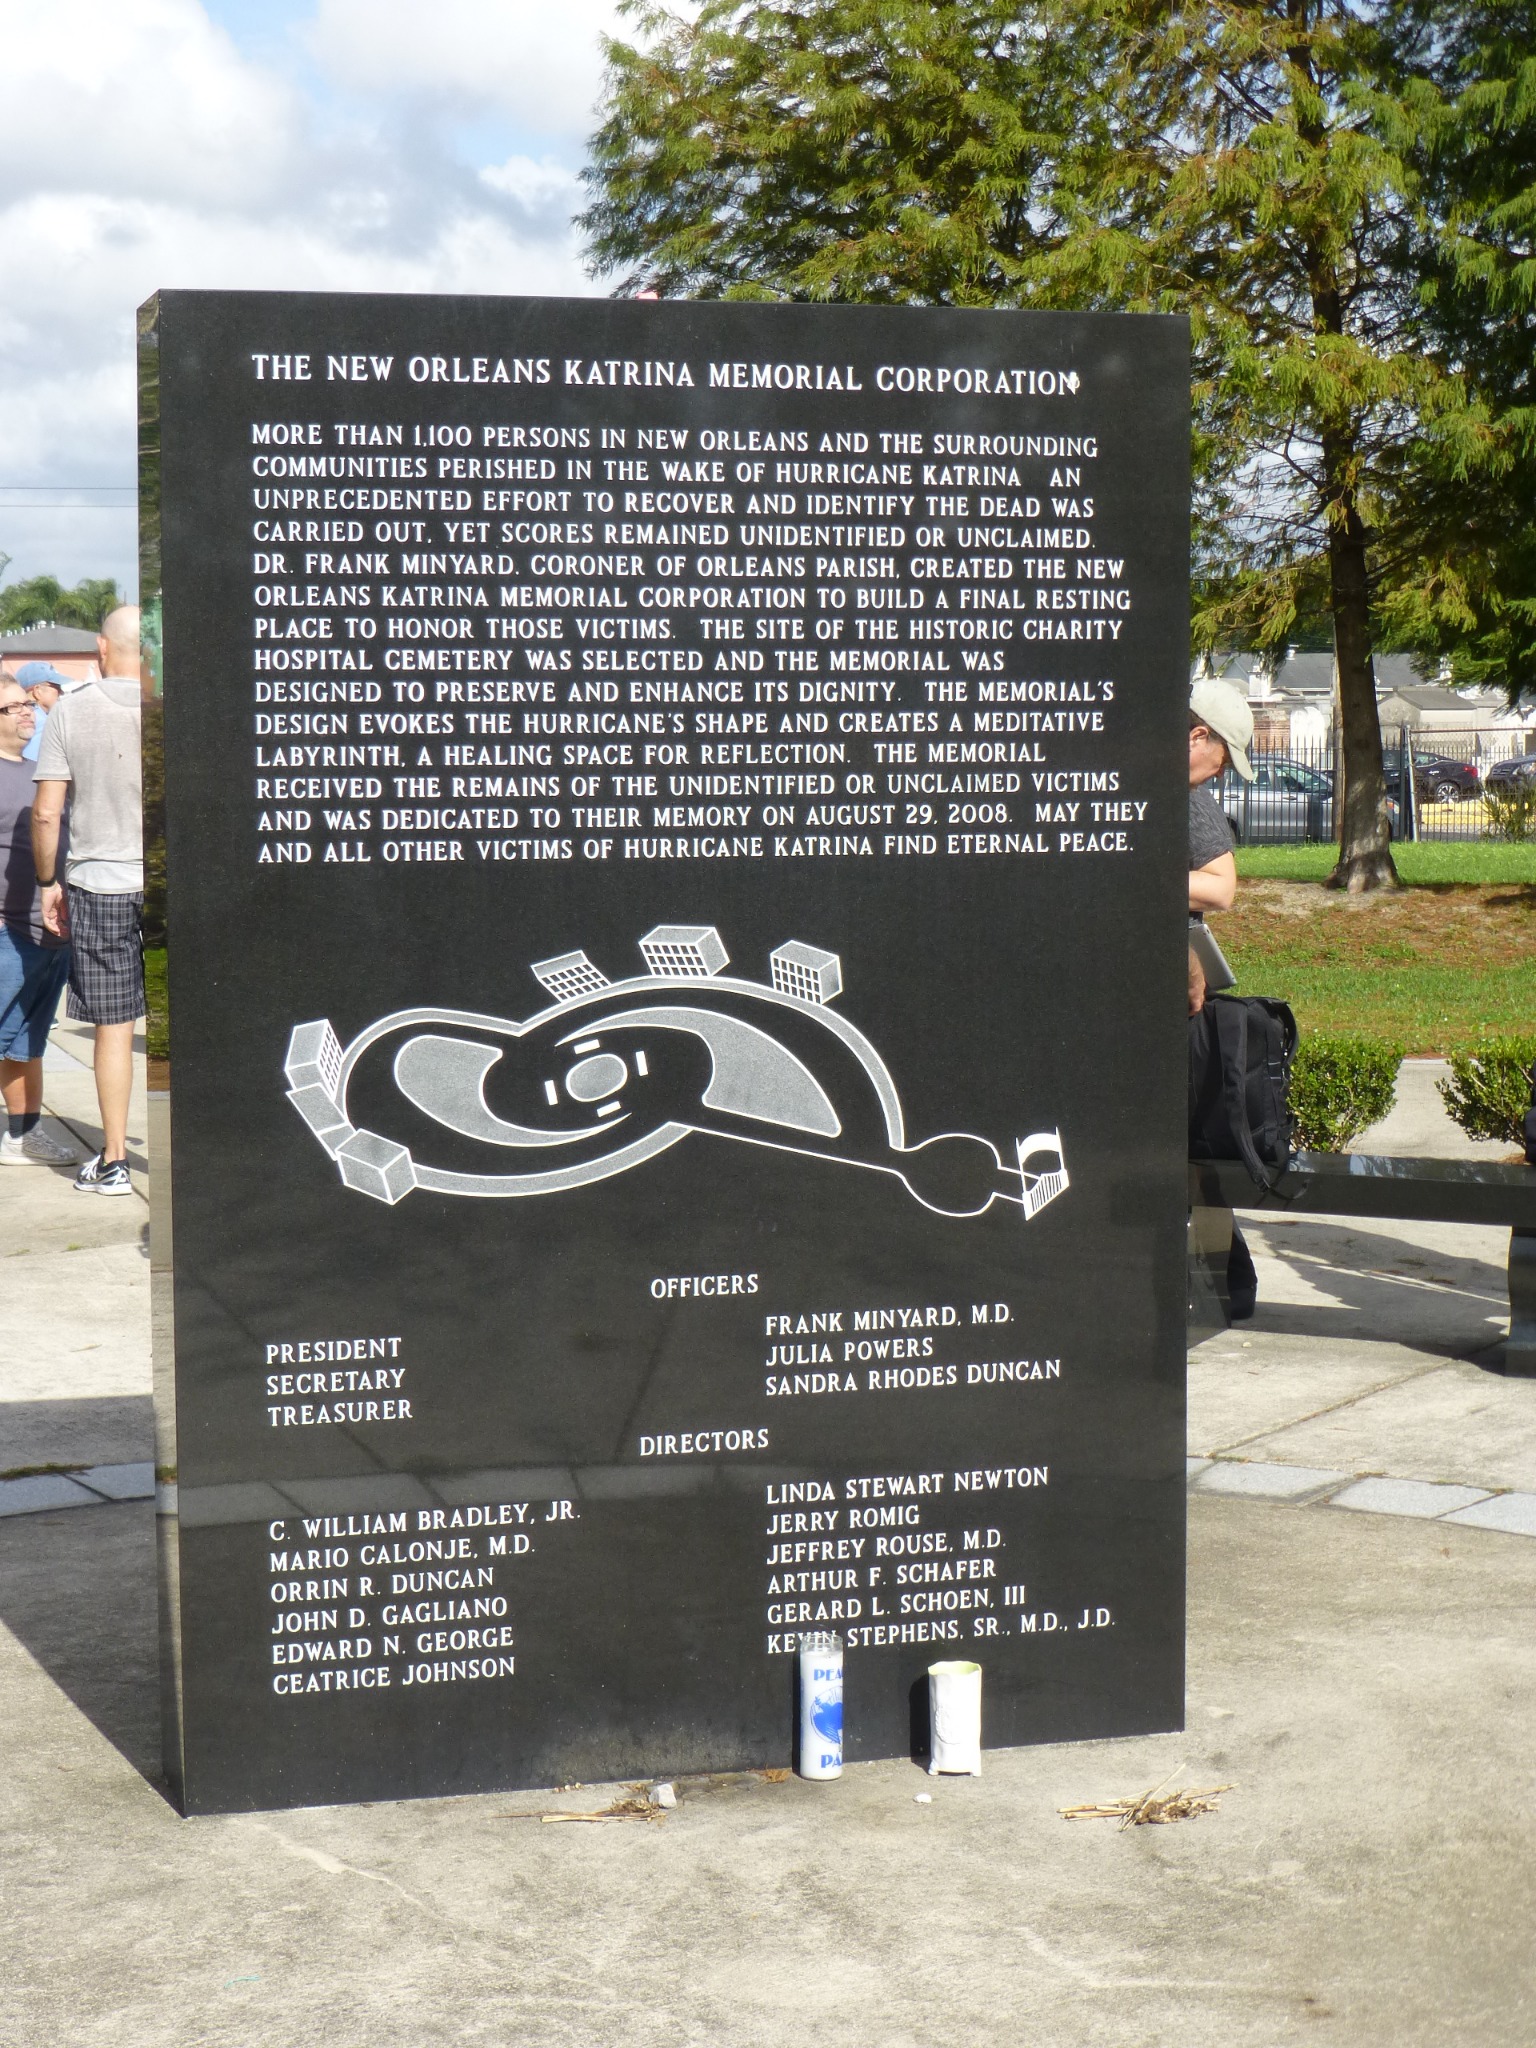 THE NEW ORLEANS KATRINA MEMORIAL CORPORATION
MORE THAN 1,100 PERSONS IN NEW ORLEANS AND THE SURROUNDING
COMMUNITIES PERISHED IN THE WAKE OF HURRICANE KATRINA AN
UNPRECEDENTED EFFORT TO RECOVER AND IDENTIFY THE DEAD WAS
CARRIED OUT, YET SCORES REMAINED UNIDENTIFIED OR UNCLAIMED.
DR. FRANK MINYARD, CORONER OF ORLEANS PARISH, CREATED THE NEW
ORLEANS KATRINA MEMORIAL CORPORATION TO BUILD A FINAL RESTING
PLACE TO HONOR THOSE VICTIMS. THE SITE OF THE HISTORIC CHARITY
HOSPITAL CEMETERY WAS SELECTED AND THE MEMORIAL WAS
DESIGNED TO PRESERVE AND ENHANCE ITS DIGNITY. THE MEMORIAL'S
DESIGN EVOKES THE HURRICANE'S SHAPE AND CREATES A MEDITATIVE
LABYRINTH, A HEALING SPACE FOR REFLECTION. THE MEMORIAL
RECEIVED THE REMAINS OF THE UNIDENTIFIED OR UNCLAIMED VICTIMS
AND WAS DEDICATED TO THEIR MEMORY ON AUGUST 29, 2008. MAY THEY
AND ALL OTHER VICTIMS OF HURRICANE KATRINA FIND ETERNAL PEACE.
OFFICERS
PRESIDENT FRANK MINYARD, M.D.
SECRETARY JULIA POWERS
TREASURER SANDRA RHODES DUNCAN
DIRECTORS
C. WILLIAM BRADLEY, JR.
MARIO CALONJE, M.D.
ORRIN R. DUNCAN
JOHN D. GAGLIANO
EDWARD N. GEORGE
CEATRICE JOHNSON
LINDA STEWART NEWTON
JERRY ROMIG
JEFFREY ROUSE, M.D.
ARTHUR F. SCHAFER
GERARD L. SCHOEN, III
KEVIN STEPHENS, SR., M.D., J.D.